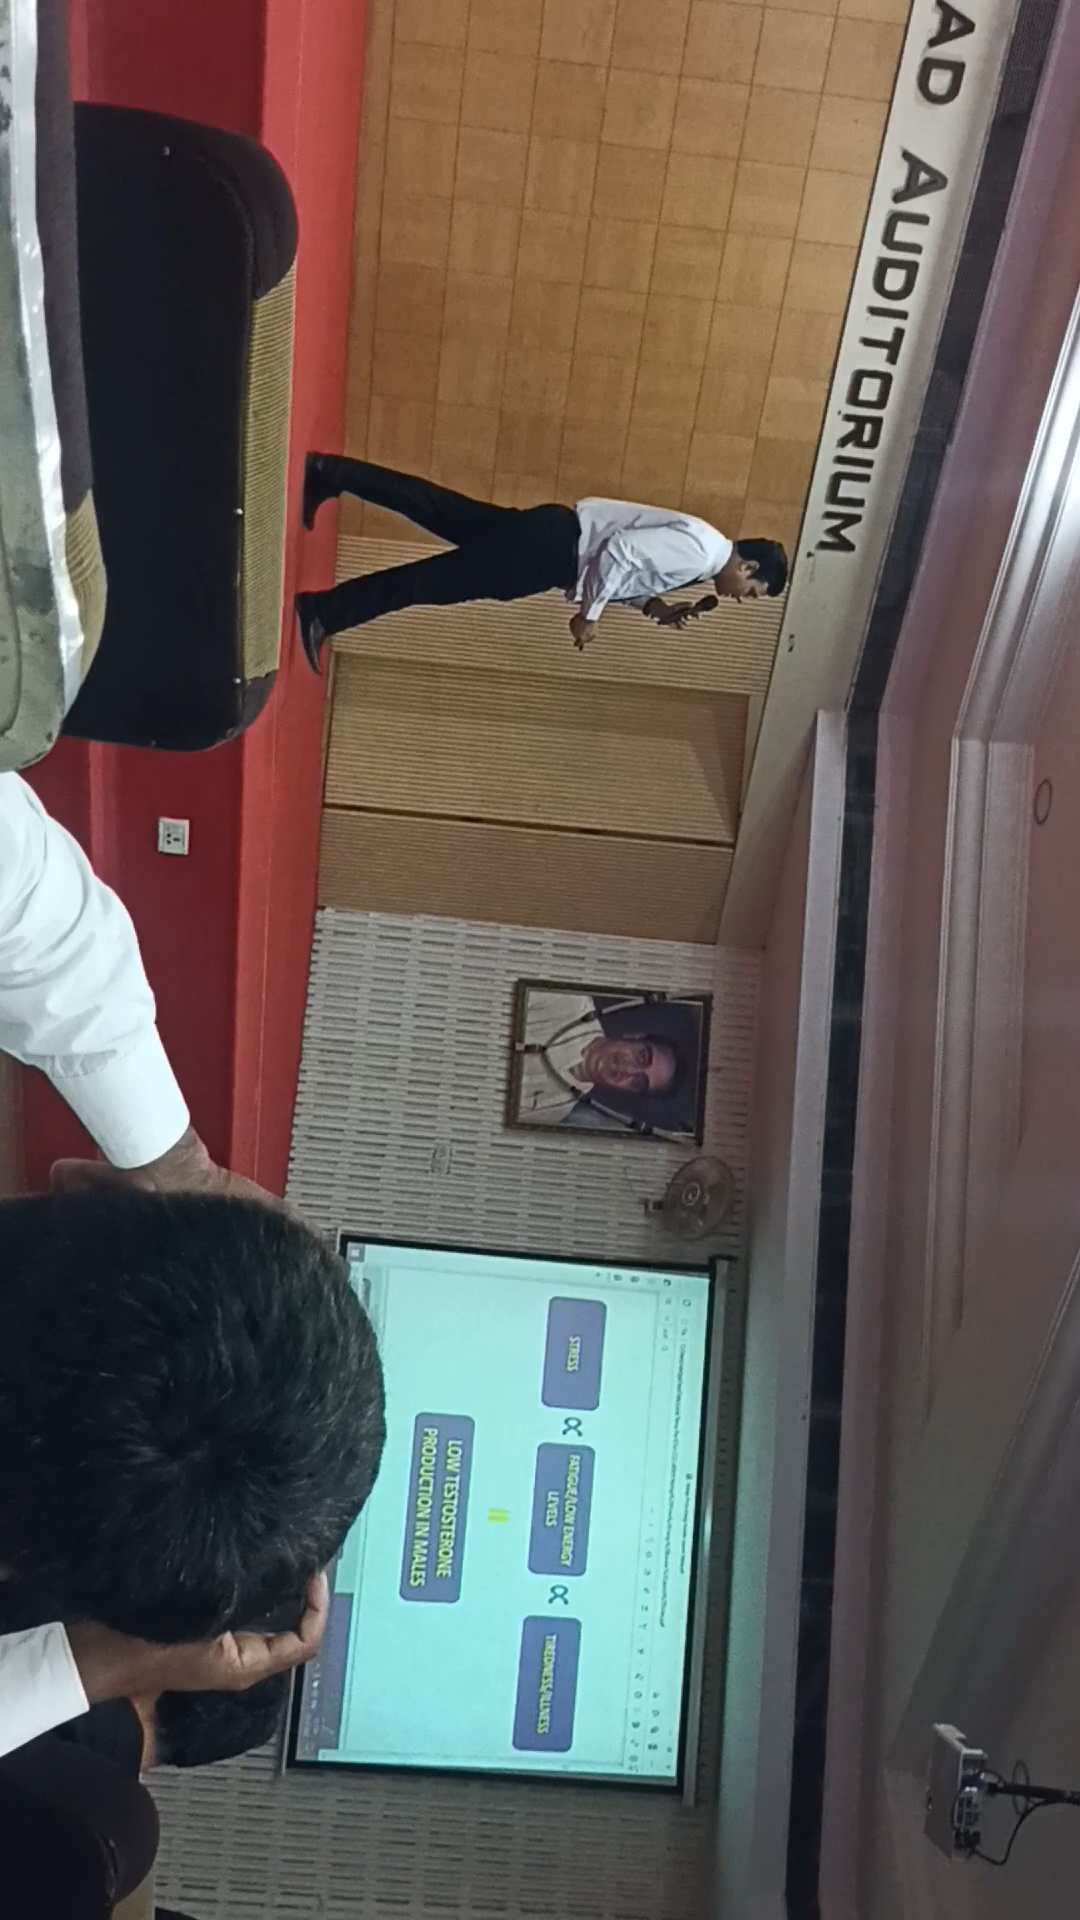 AD AUDITORIUM
STRESS
∝
FATIGUE/LOW ENERGY
LEVELS
∝
TIREDNESS/ILLNESS
=
LOW TESTOSTERONE
PRODUCTION IN MALES